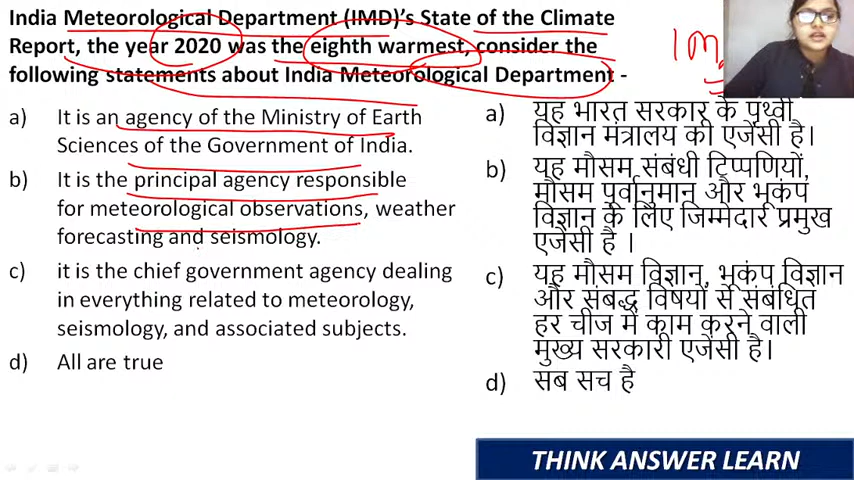 India Meteorological Department (IMD)'s State of the Climate
Report, the year 2020 was the eighth warmest, consider the
following statements about India Meteorological Department -
a) It is an agency of the Ministry of Earth
Sciences of the Government of India.
b) It is the principal agency responsible
for meteorological observations, weather
forecasting and seismology.
c) it is the chief government agency dealing
in everything related to meteorology,
seismology, and associated subjects.
d) All are true
a) यह भारत सरकार के पृथ्वी
विज्ञान मंत्रालय की एजेंसी है।
b) यह मौसम संबंधी टिप्पणियों,
मौसम पूर्वानुमान और भूकंप
विज्ञान के लिए जिम्मेदार प्रमुख
एजेंसी है ।
c) यह मौसम विज्ञान, भूकंप विज्ञान
और संबद्ध विषयों से संबंधित
हर चीज में काम करने वाली
मुख्य सरकारी एजेंसी है।
d) सब सच है
THINK ANSWER LEARN